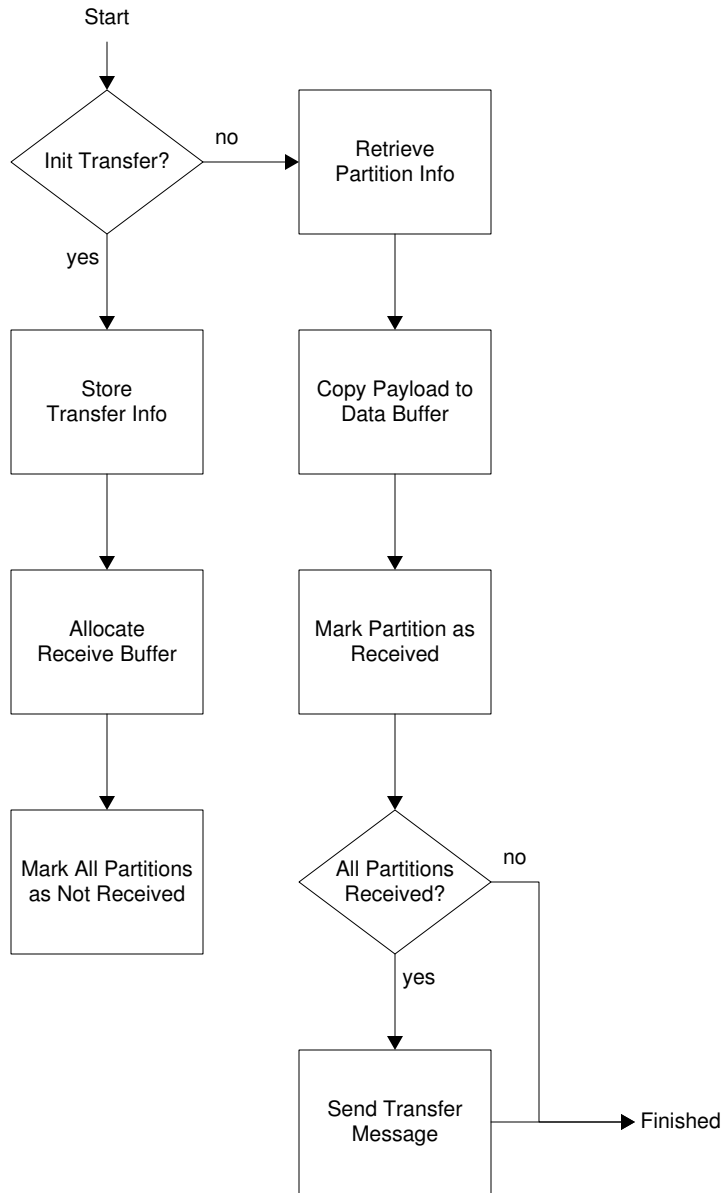 Start
Init Transfer?
no
yes
Retrieve
Partition Info
Store
Transfer Info
Copy Payload to
Data Buffer
Allocate
Receive Buffer
Mark Partition as
Received
Mark All Partitions
as Not Received
All Partitions
Received?
no
yes
Send Transfer
Message
Finished